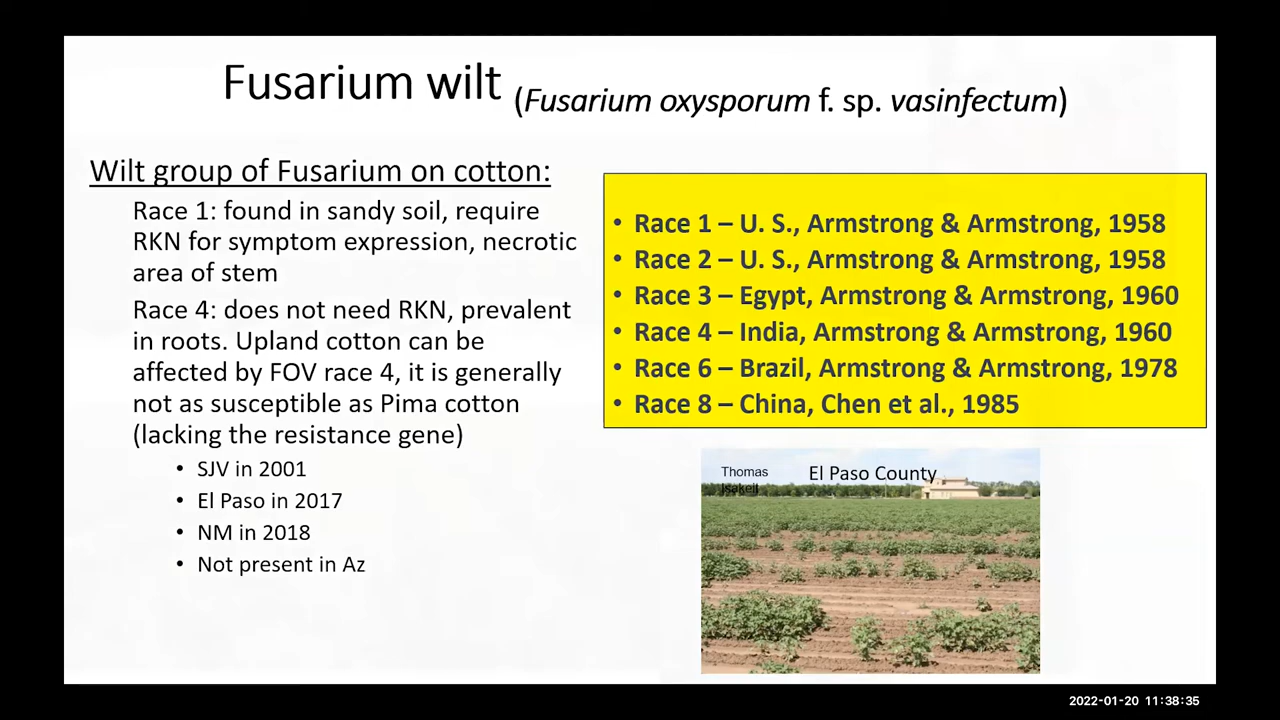 Fusarium wilt (Fusarium oxysporum f. sp. vasinfectum)
Wilt group of Fusarium on cotton:
Race 1: found in sandy soil, require
RKN for symptom expression, necrotic
area of stem
Race 4: does not need RKN, prevalent
in roots. Upland cotton can be
affected by FOV race 4, it is generally
not as susceptible as Pima cotton
(lacking the resistance gene)
• SJV in 2001
• El Paso in 2017
• NM in 2018
• Not present in Az
• Race 1 – U. S., Armstrong & Armstrong, 1958
• Race 2 – U. S., Armstrong & Armstrong, 1958
• Race 3 – Egypt, Armstrong & Armstrong, 1960
• Race 4 – India, Armstrong & Armstrong, 1960
• Race 6 – Brazil, Armstrong & Armstrong, 1978
• Race 8 – China, Chen et al., 1985
Thomas
El Paso County
2022-01-20 11:38:35